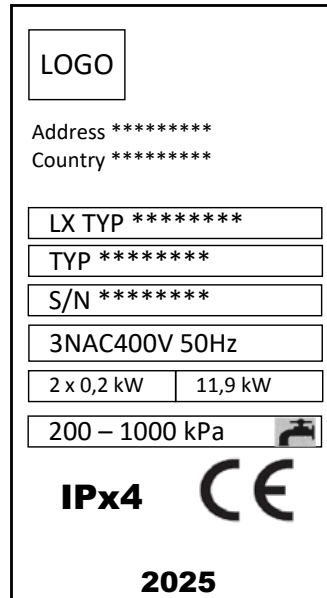 LOGO
Address *********
Country *********
LX TYP ********
TYP ********
S/N ********
3NAC400V 50Hz
2 x 0,2 kW 11,9 kW
200 – 1000 kPa
IPx4 CE
2025